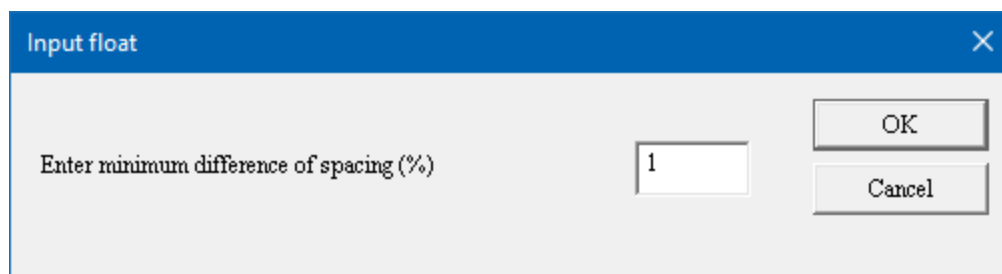 Input float
OK
Enter minimum difference of spacing (%)
1
Cancel